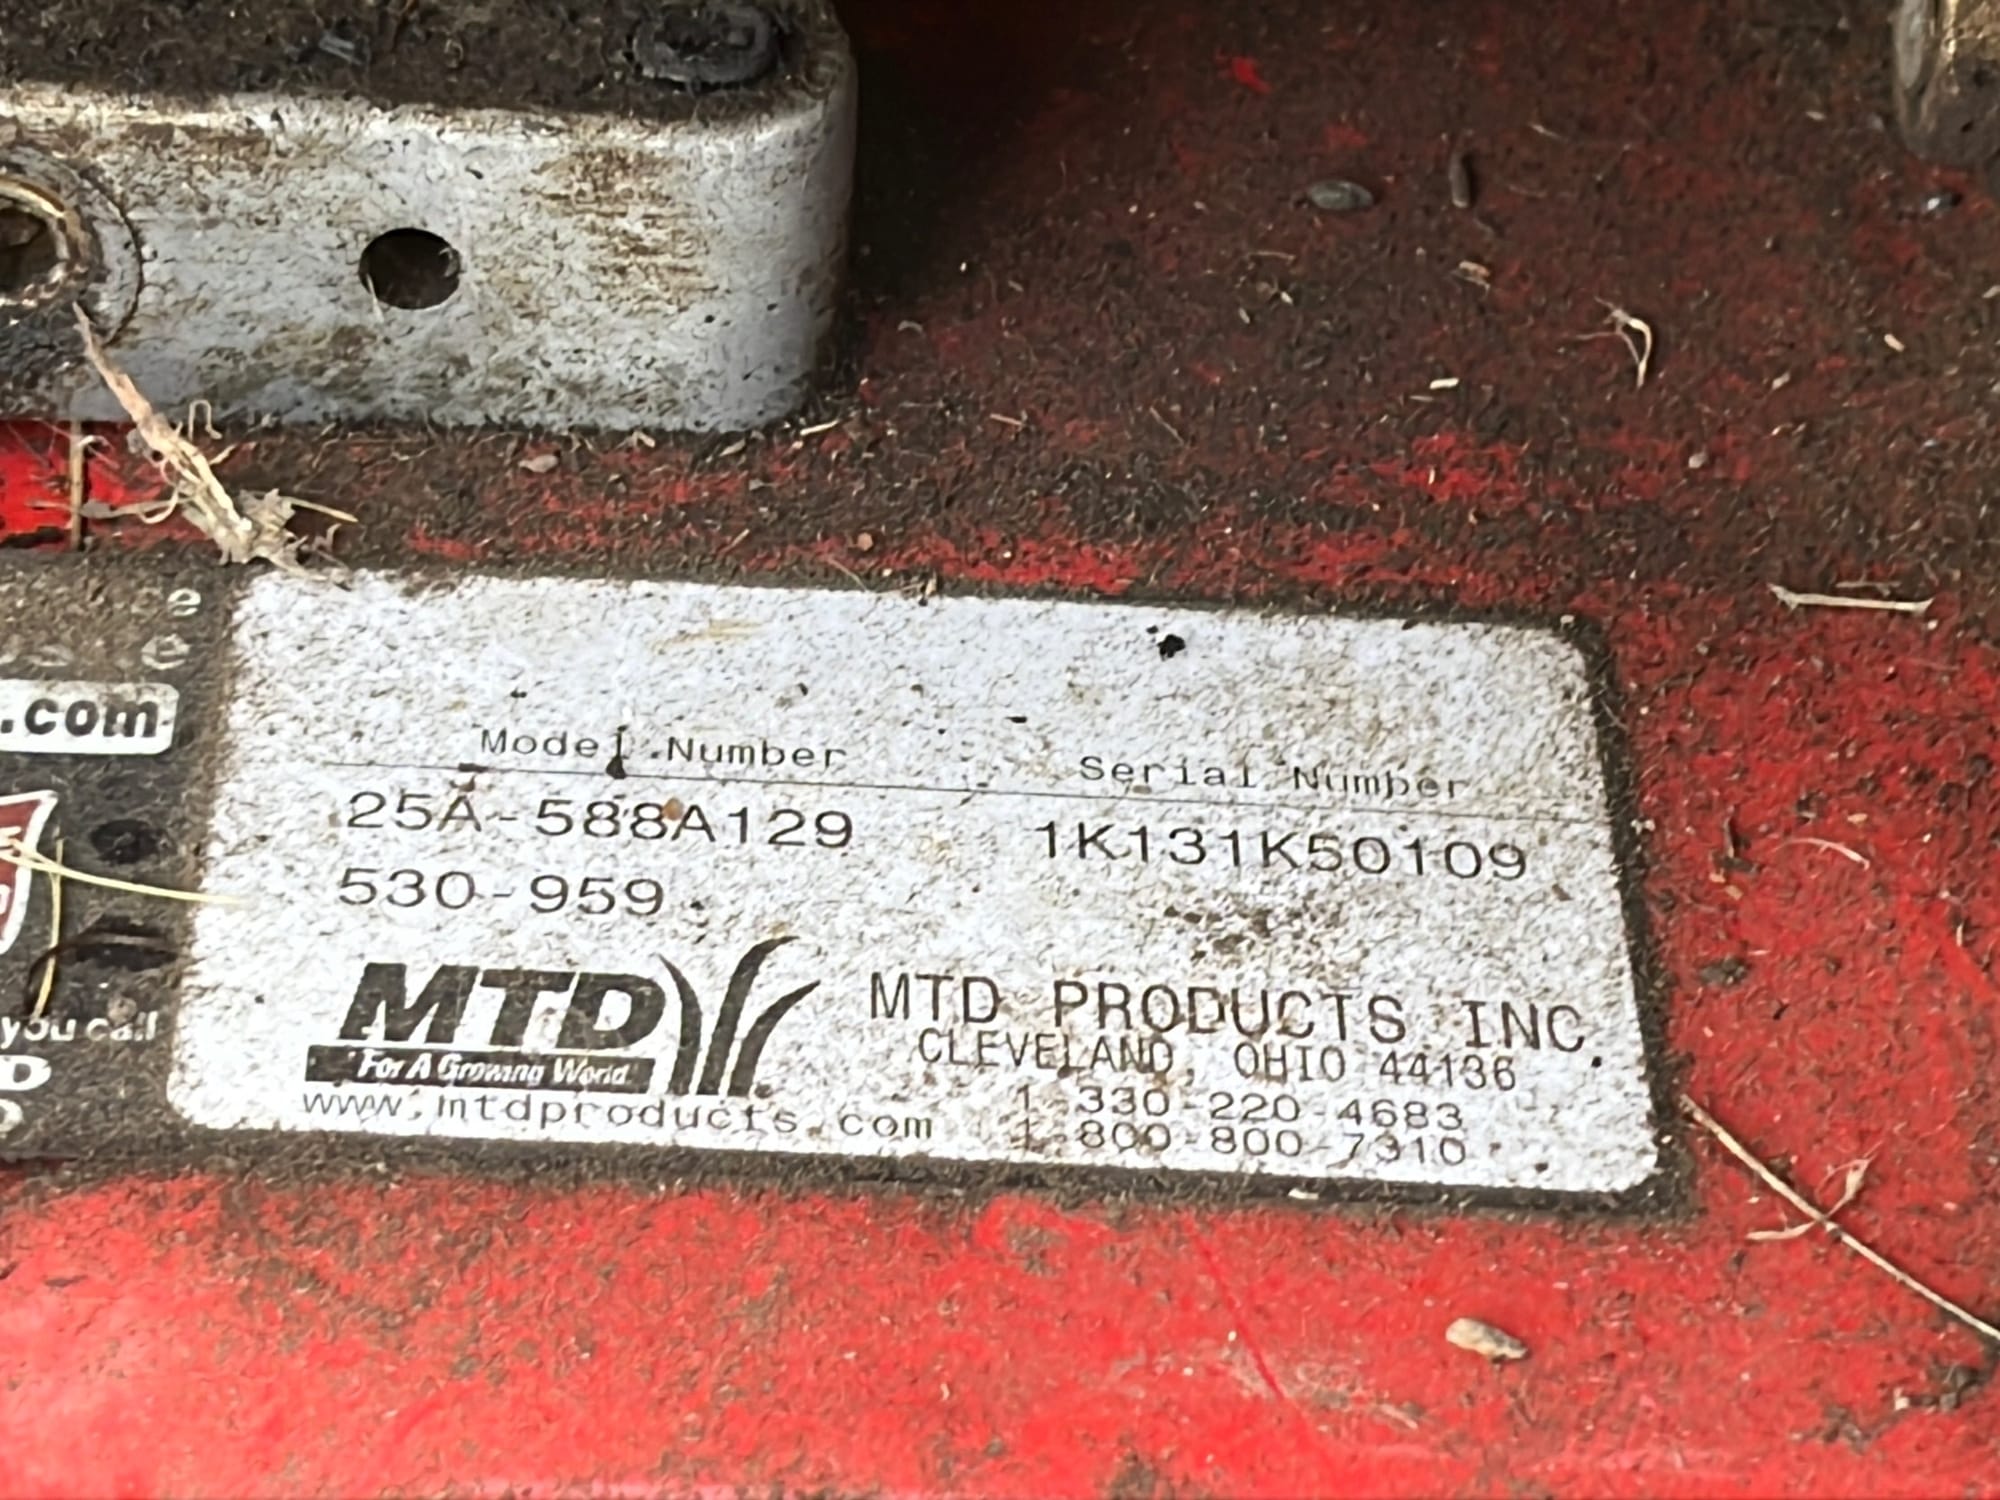 e
.com
you call
D
Model Number Serial Number
25A-588A129 1K131K50109
530-959
MTD
For A Growing World
www.mtdproducts.com
MTD PRODUCTS INC.
CLEVELAND, OHIO 44136
1-330-220-4683
1-800-800-7310